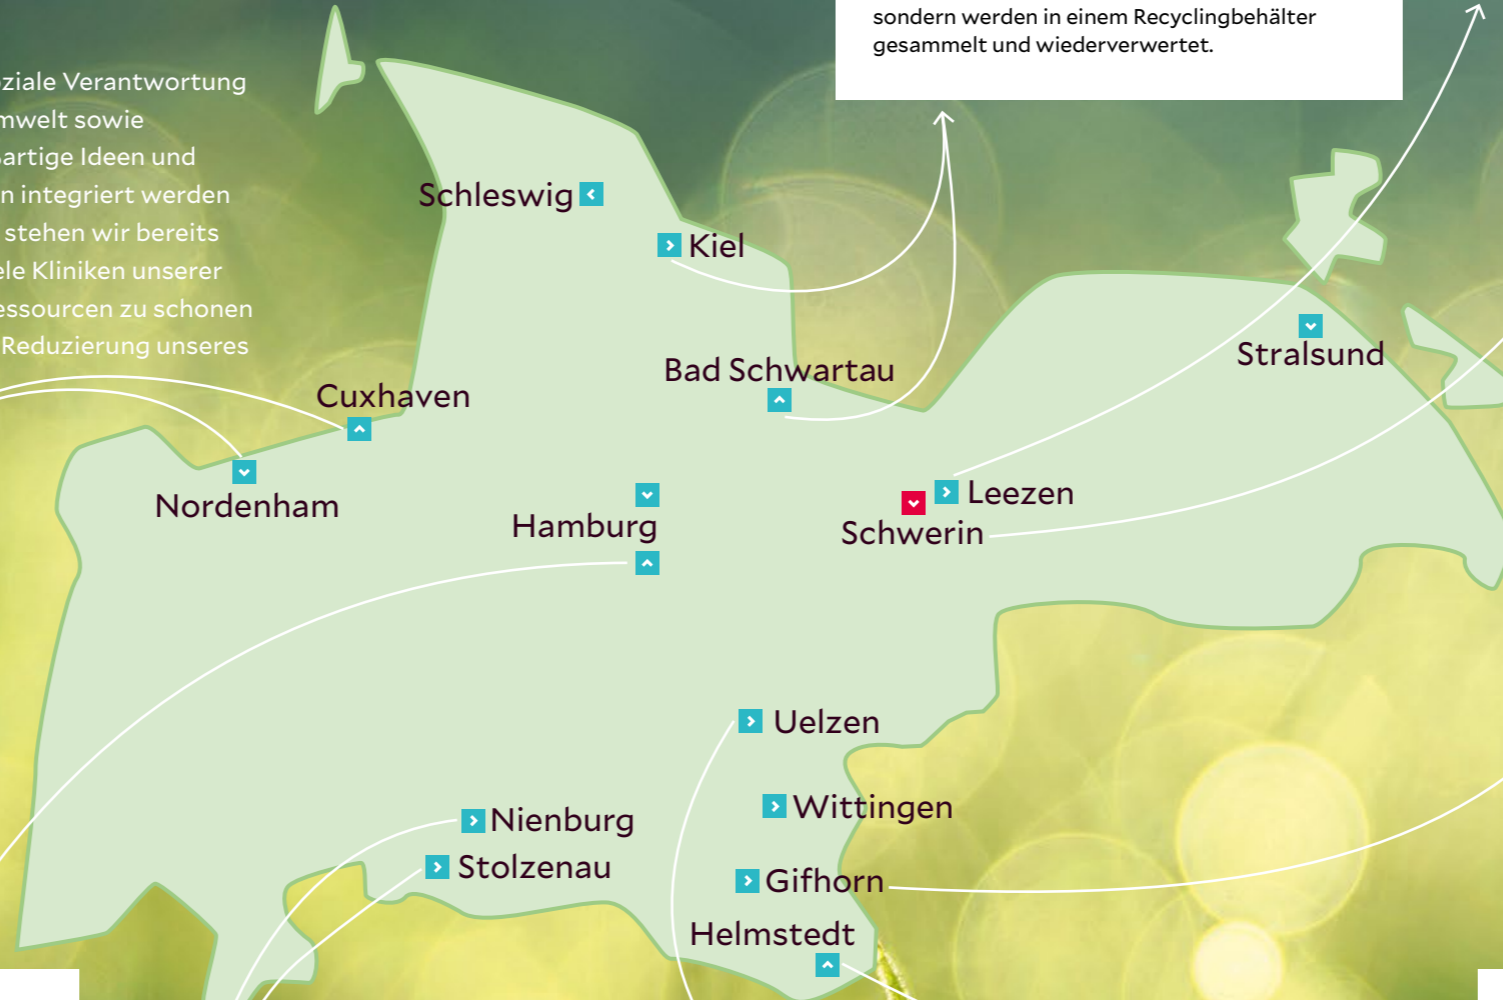 sondern werden in einem Recyclingbehälter
gesammelt und wiederverwertet.
ziale Verantwortung
mwelt sowie
artige Ideen und
n integriert werden
stehen wir bereits
ele Kliniken unserer
essourcen zu schonen
Reduzierung unseres
Schleswig
Kiel
Stralsund
Bad Schwartau
Cuxhaven
Nordenham
Leezen
Hamburg
Schwerin
Uelzen
Wittingen
Nienburg
Stolzenau
Gifhorn
Helmstedt